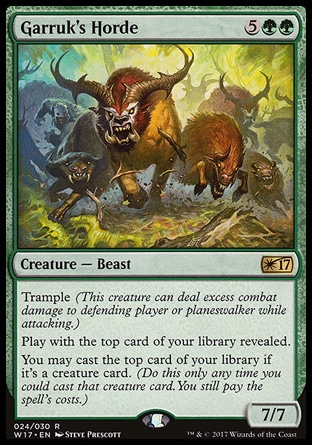 Garruk's Horde 5
Creature — Beast
17
Trample (This creature can deal excess combat
damage to defending player or planeswalker while
attacking.)
Play with the top card of your library revealed.
You may cast the top card of your library if
it's a creature card. (Do this only any time you
could cast that creature card. You still pay the
spell's costs.)
7/7
024/030 R
W17 • EN Steve Prescott
™ & © 2017 Wizards of the Coast